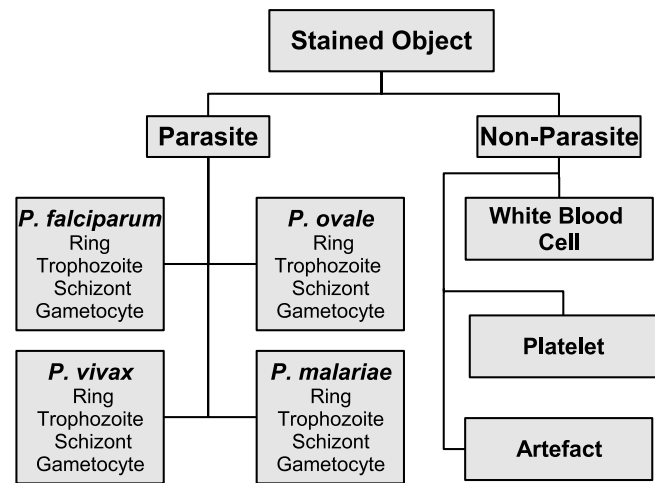 Stained Object
Parasite
Non-Parasite
P. falciparum
Ring
Trophozoite
Schizont
Gametocyte
P. ovale
Ring
Trophozoite
Schizont
Gametocyte
White Blood
Cell
P. vivax
Ring
Trophozoite
Schizont
Gametocyte
P. malariae
Ring
Trophozoite
Schizont
Gametocyte
Platelet
Artefact